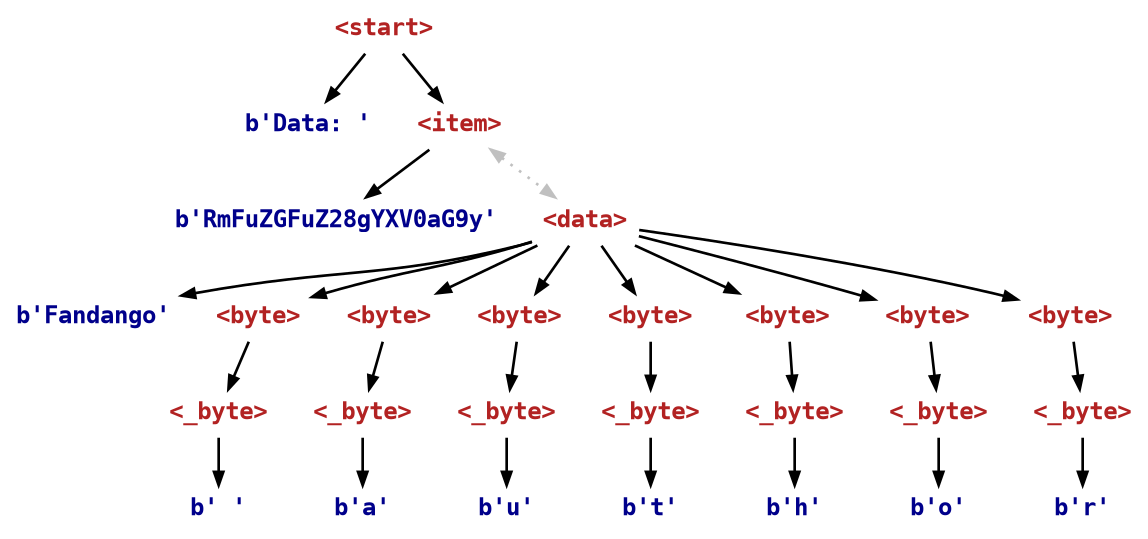 <start>
b'Data: ' <item>
b'RmFuZGFuZ28gYXV0aG9y' <data>
b'Fandango' <byte> <byte> <byte> <byte> <byte> <byte> <byte>
<_byte> <_byte> <_byte> <_byte> <_byte> <_byte> <_byte>
b' ' b'a' b'u' b't' b'h' b'o' b'r'